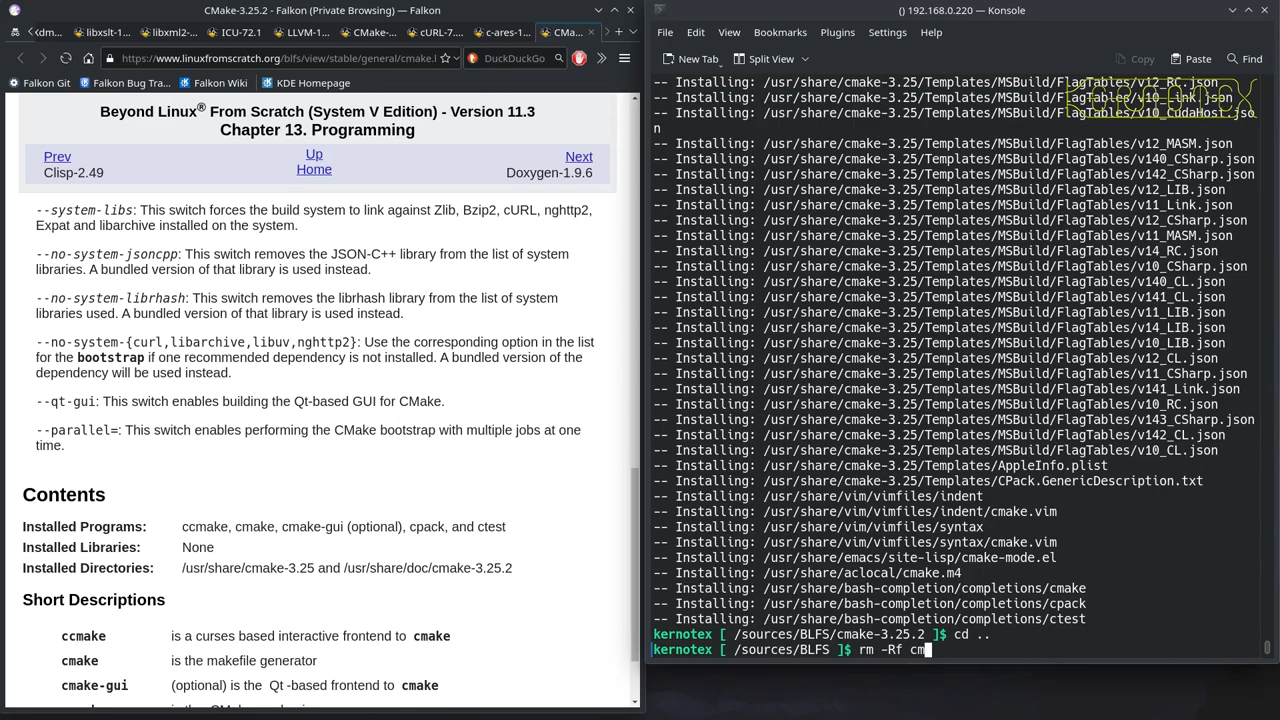 CMake-3.25.2 – Falkon (Private Browsing) — Falkon
libxslt-1...
libxml2-...
ICU-72.1
LLVM-1...
CMake-...
cURL-7....
c-ares-1...
CMa...
https://www.linuxfromscratch.org/blfs/view/stable/general/cmake.l
DuckDuckGo
Falkon Git
Falkon Bug Tra...
Falkon Wiki
KDE Homepage
Beyond Linux® From Scratch (System V Edition) - Version 11.3
Chapter 13. Programming
Prev
Up
Next
Clisp-2.49
Home
Doxygen-1.9.6
--system-libs: This switch forces the build system to link against Zlib, Bzip2, cURL, nghttp2,
Expat and libarchive installed on the system.
--no-system-jsoncpp: This switch removes the JSON-C++ library from the list of system
libraries. A bundled version of that library is used instead.
--no-system-librhash: This switch removes the librhash library from the list of system
libraries used. A bundled version of that library is used instead.
--no-system-{curl,libarchive,libuv,nghttp2}: Use the corresponding option in the list
for the bootstrap if one recommended dependency is not installed. A bundled version of the
dependency will be used instead.
--qt-gui: This switch enables building the Qt-based GUI for CMake.
--parallel=: This switch enables performing the CMake bootstrap with multiple jobs at one
time.
Contents
Installed Programs: ccmake, cmake, cmake-gui (optional), cpack, and ctest
Installed Libraries: None
Installed Directories: /usr/share/cmake-3.25 and /usr/share/doc/cmake-3.25.2
Short Descriptions
ccmake is a curses based interactive frontend to cmake
cmake is the makefile generator
cmake-gui (optional) is the Qt -based frontend to cmake
() 192.168.0.220 — Konsole
File Edit View Bookmarks Plugins Settings Help
New Tab
Split View
Copy
Paste
Find
KERNOTEX
-- Installing: /usr/share/cmake-3.25/Templates/MSBuild/FlagTables/v12_RC.json
-- Installing: /usr/share/cmake-3.25/Templates/MSBuild/FlagTables/v10_Link.json
-- Installing: /usr/share/cmake-3.25/Templates/MSBuild/FlagTables/v10_CudaHost.jso
n
-- Installing: /usr/share/cmake-3.25/Templates/MSBuild/FlagTables/v12_MASM.json
-- Installing: /usr/share/cmake-3.25/Templates/MSBuild/FlagTables/v140_CSharp.json
-- Installing: /usr/share/cmake-3.25/Templates/MSBuild/FlagTables/v142_CSharp.json
-- Installing: /usr/share/cmake-3.25/Templates/MSBuild/FlagTables/v12_LIB.json
-- Installing: /usr/share/cmake-3.25/Templates/MSBuild/FlagTables/v11_Link.json
-- Installing: /usr/share/cmake-3.25/Templates/MSBuild/FlagTables/v12_CSharp.json
-- Installing: /usr/share/cmake-3.25/Templates/MSBuild/FlagTables/v11_MASM.json
-- Installing: /usr/share/cmake-3.25/Templates/MSBuild/FlagTables/v14_RC.json
-- Installing: /usr/share/cmake-3.25/Templates/MSBuild/FlagTables/v10_CSharp.json
-- Installing: /usr/share/cmake-3.25/Templates/MSBuild/FlagTables/v140_CL.json
-- Installing: /usr/share/cmake-3.25/Templates/MSBuild/FlagTables/v141_CL.json
-- Installing: /usr/share/cmake-3.25/Templates/MSBuild/FlagTables/v11_LIB.json
-- Installing: /usr/share/cmake-3.25/Templates/MSBuild/FlagTables/v14_LIB.json
-- Installing: /usr/share/cmake-3.25/Templates/MSBuild/FlagTables/v10_LIB.json
-- Installing: /usr/share/cmake-3.25/Templates/MSBuild/FlagTables/v12_CL.json
-- Installing: /usr/share/cmake-3.25/Templates/MSBuild/FlagTables/v11_CSharp.json
-- Installing: /usr/share/cmake-3.25/Templates/MSBuild/FlagTables/v141_Link.json
-- Installing: /usr/share/cmake-3.25/Templates/MSBuild/FlagTables/v10_RC.json
-- Installing: /usr/share/cmake-3.25/Templates/MSBuild/FlagTables/v143_CSharp.json
-- Installing: /usr/share/cmake-3.25/Templates/MSBuild/FlagTables/v142_CL.json
-- Installing: /usr/share/cmake-3.25/Templates/MSBuild/FlagTables/v10_CL.json
-- Installing: /usr/share/cmake-3.25/Templates/AppleInfo.plist
-- Installing: /usr/share/cmake-3.25/Templates/CPack.GenericDescription.txt
-- Installing: /usr/share/vim/vimfiles/indent
-- Installing: /usr/share/vim/vimfiles/indent/cmake.vim
-- Installing: /usr/share/vim/vimfiles/syntax
-- Installing: /usr/share/vim/vimfiles/syntax/cmake.vim
-- Installing: /usr/share/emacs/site-lisp/cmake-mode.el
-- Installing: /usr/share/aclocal/cmake.m4
-- Installing: /usr/share/bash-completion/completions/cmake
-- Installing: /usr/share/bash-completion/completions/cpack
-- Installing: /usr/share/bash-completion/completions/ctest
kernotex [ /sources/BLFS/cmake-3.25.2 ]$ cd ..
kernotex [ /sources/BLFS ]$ rm -Rf cm